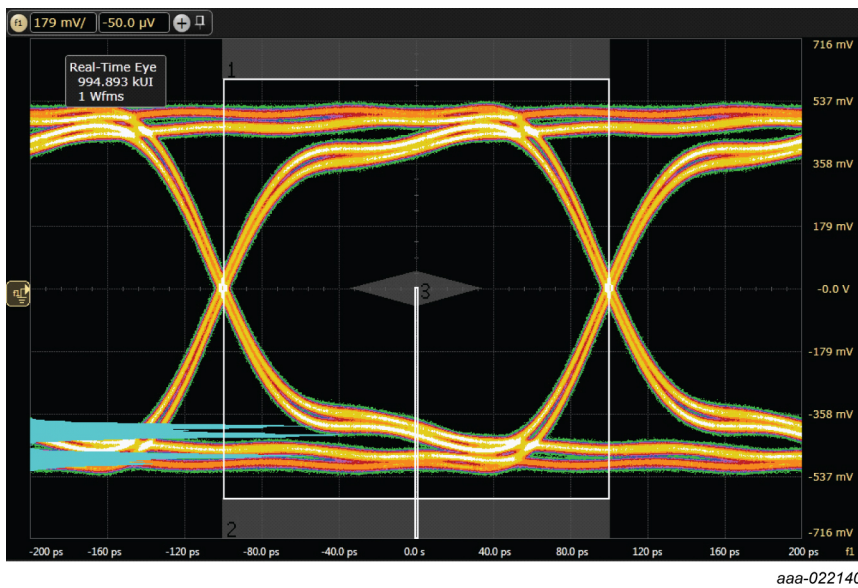 f1 179 mV/ -50.0 µV
716 mV
1
Real-Time Eye
994.893 kUI
1 Wfms
537 mV
358 mV
179 mV
f1
3
-0.0 V
-179 mV
-358 mV
-537 mV
2
-716 mV
-200 ps -160 ps -120 ps -80.0 ps -40.0 ps 0.0 s 40.0 ps 80.0 ps 120 ps 160 ps 200 ps f1
aaa-022140